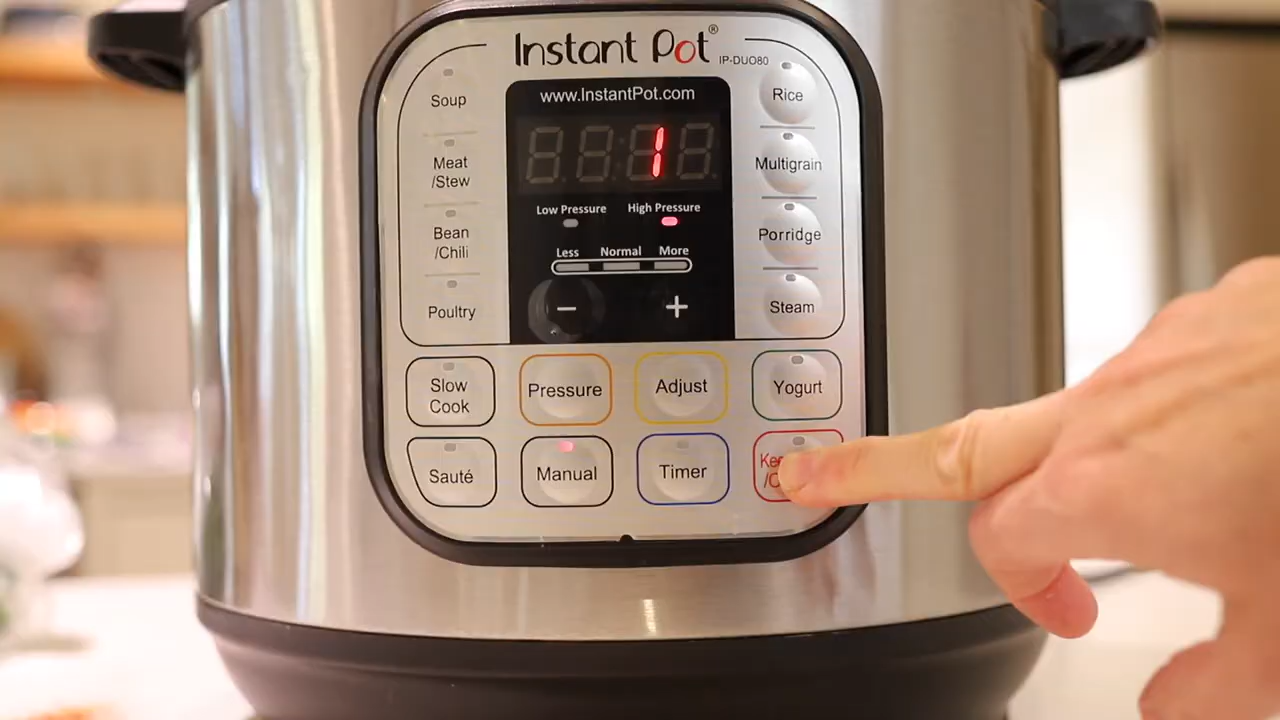 Instant Pot®
IP-DUO80
www.InstantPot.com
1
Low Pressure
High Pressure
Less
Normal
More
−
+
Soup
Meat
/Stew
Bean
/Chili
Poultry
Rice
Multigrain
Porridge
Steam
Slow
Cook
Pressure
Adjust
Yogurt
Sauté
Manual
Timer